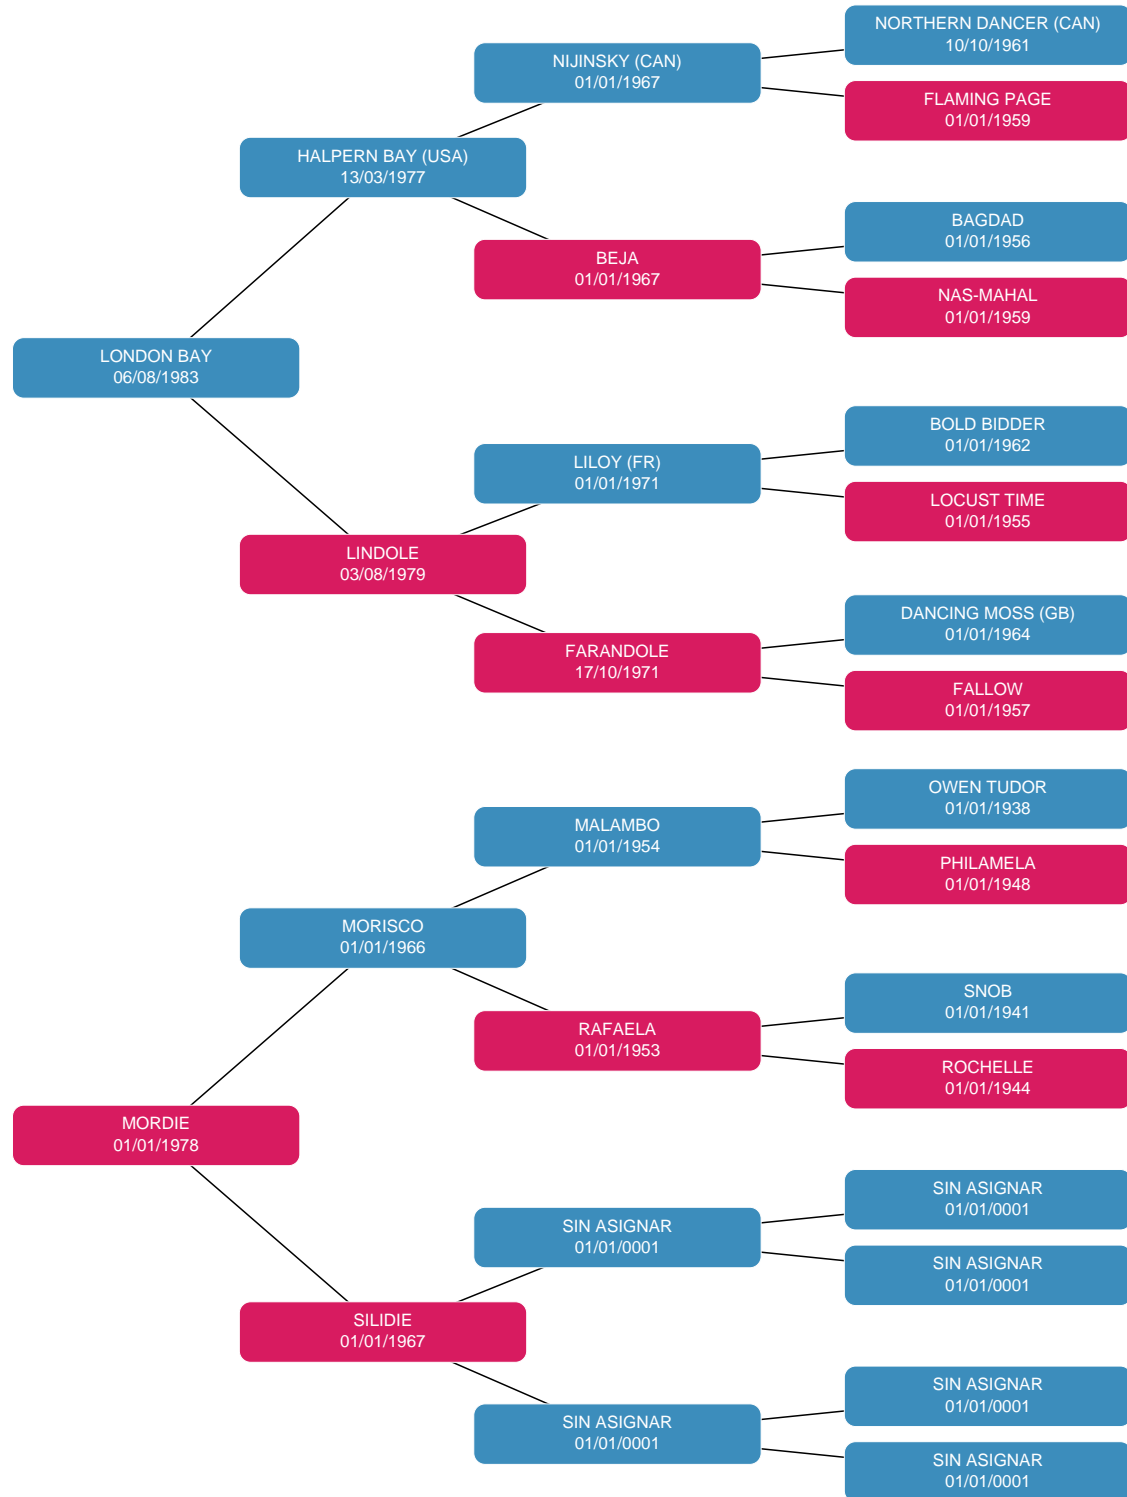 NORTHERN DANCER (CAN)
10/10/1961
NIJINSKY (CAN)
01/01/1967
FLAMING PAGE
01/01/1959
HALPERN BAY (USA)
13/03/1977
BAGDAD
01/01/1956
BEJA
01/01/1967
NAS-MAHAL
01/01/1959
LONDON BAY
06/08/1983
BOLD BIDDER
01/01/1962
LILOY (FR)
01/01/1971
LOCUST TIME
01/01/1955
LINDOLE
03/08/1979
DANCING MOSS (GB)
01/01/1964
FARANDOLE
17/10/1971
FALLOW
01/01/1957
OWEN TUDOR
01/01/1938
MALAMBO
01/01/1954
PHILAMELA
01/01/1948
MORISCO
01/01/1966
SNOB
01/01/1941
RAFAELA
01/01/1953
ROCHELLE
01/01/1944
MORDIE
01/01/1978
SIN ASIGNAR
01/01/0001
SIN ASIGNAR
01/01/0001
SIN ASIGNAR
01/01/0001
SILIDIE
01/01/1967
SIN ASIGNAR
01/01/0001
SIN ASIGNAR
01/01/0001
SIN ASIGNAR
01/01/0001